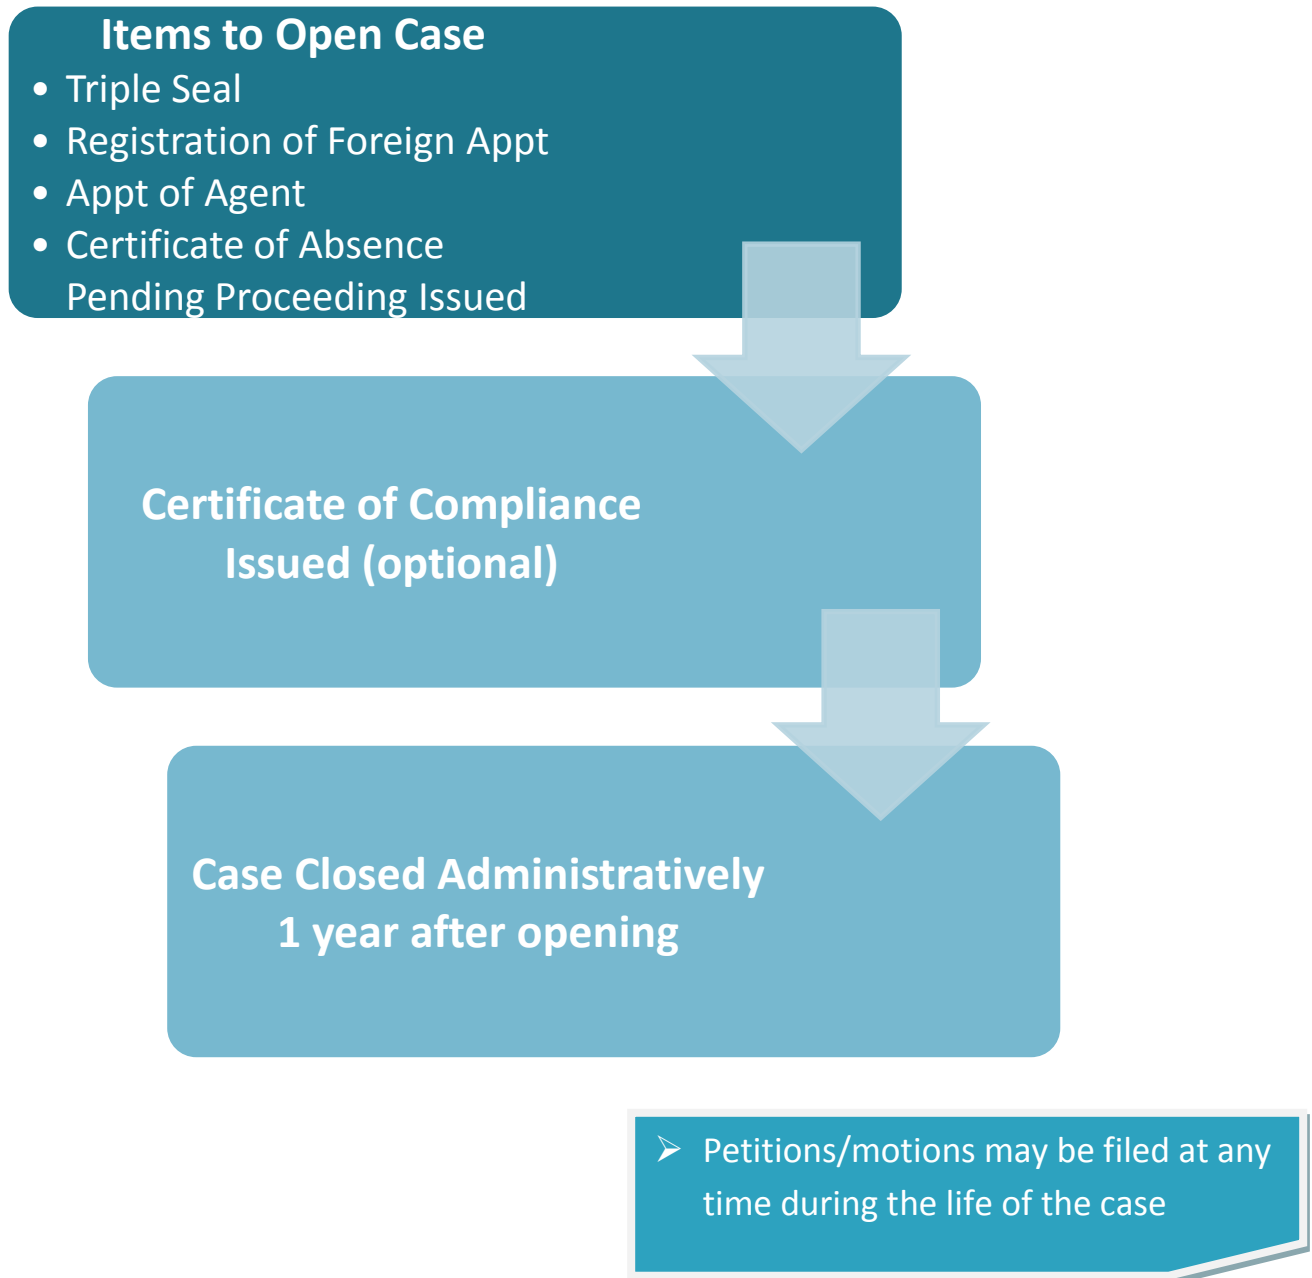 Items to Open Case
• Triple Seal
• Registration of Foreign Appt
• Appt of Agent
• Certificate of Absence
Pending Proceeding Issued
Certificate of Compliance
Issued (optional)
Case Closed Administratively
1 year after opening
➢ Petitions/motions may be filed at any
time during the life of the case